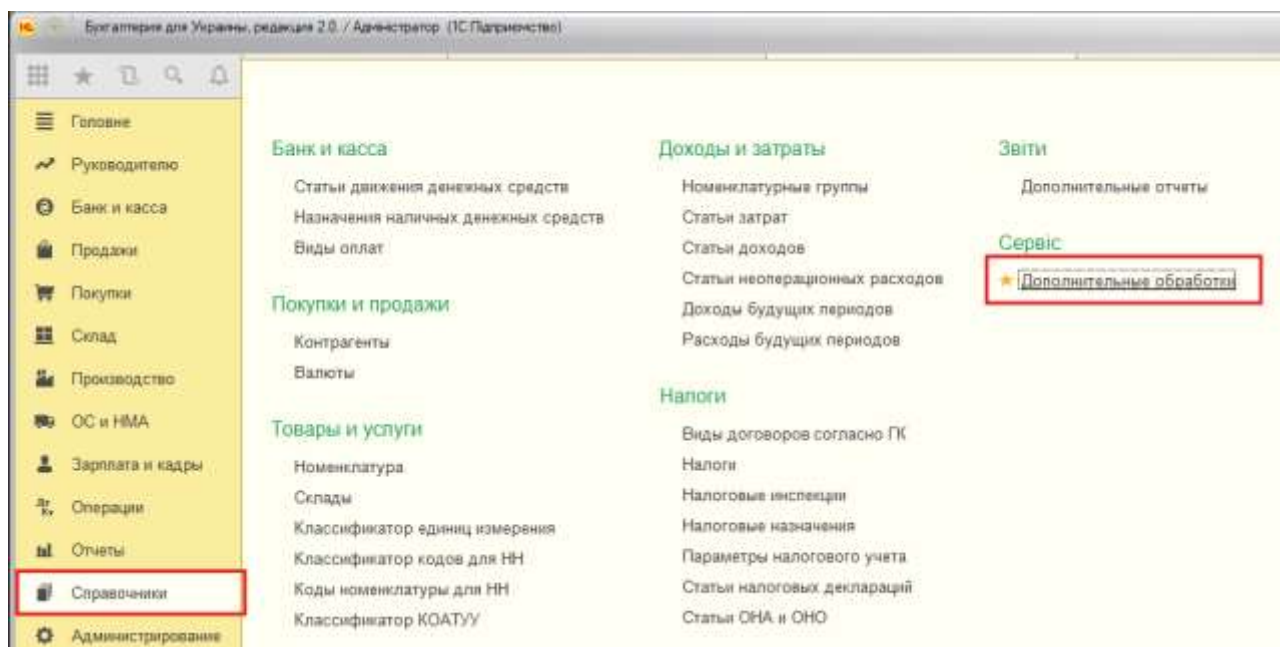 Бухгалтерия для Украины, редакция 2.0. / Администратор (1С:Підприємство)
Головне
Руководителю
Банк и касса
Продажи
Покупки
Склад
Производство
ОС и НМА
Зарплата и кадры
Операции
Отчеты
Справочники
Администрирование
Банк и касса
Статьи движения денежных средств
Назначения наличных денежных средств
Виды оплат
Покупки и продажи
Контрагенты
Валюты
Товары и услуги
Номенклатура
Склады
Классификатор единиц измерения
Классификатор кодов для НН
Коды номенклатуры для НН
Классификатор КОАТУУ
Доходы и затраты
Номенклатурные группы
Статьи затрат
Статьи доходов
Статьи неоперационных расходов
Доходы будущих периодов
Расходы будущих периодов
Налоги
Виды договоров согласно ГК
Налоги
Налоговые инспекции
Налоговые назначения
Параметры налогового учета
Статьи налоговых деклараций
Статьи ОНА и ОНО
Звіти
Дополнительные отчеты
Сервіс
Дополнительные обработки